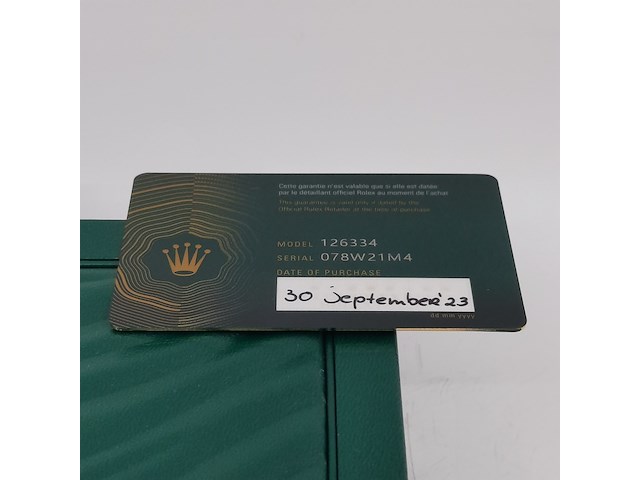 Cette garantie n'est valable que si elle est datée
par le détaillant officiel Rolex au moment de l'achat.
This guarantee is valid only if dated by the
Official Rolex Retailer at the time of purchase.
MODEL 126334
SERIAL 078W21M4
DATE OF PURCHASE
30 September '23
dd mm yyyy